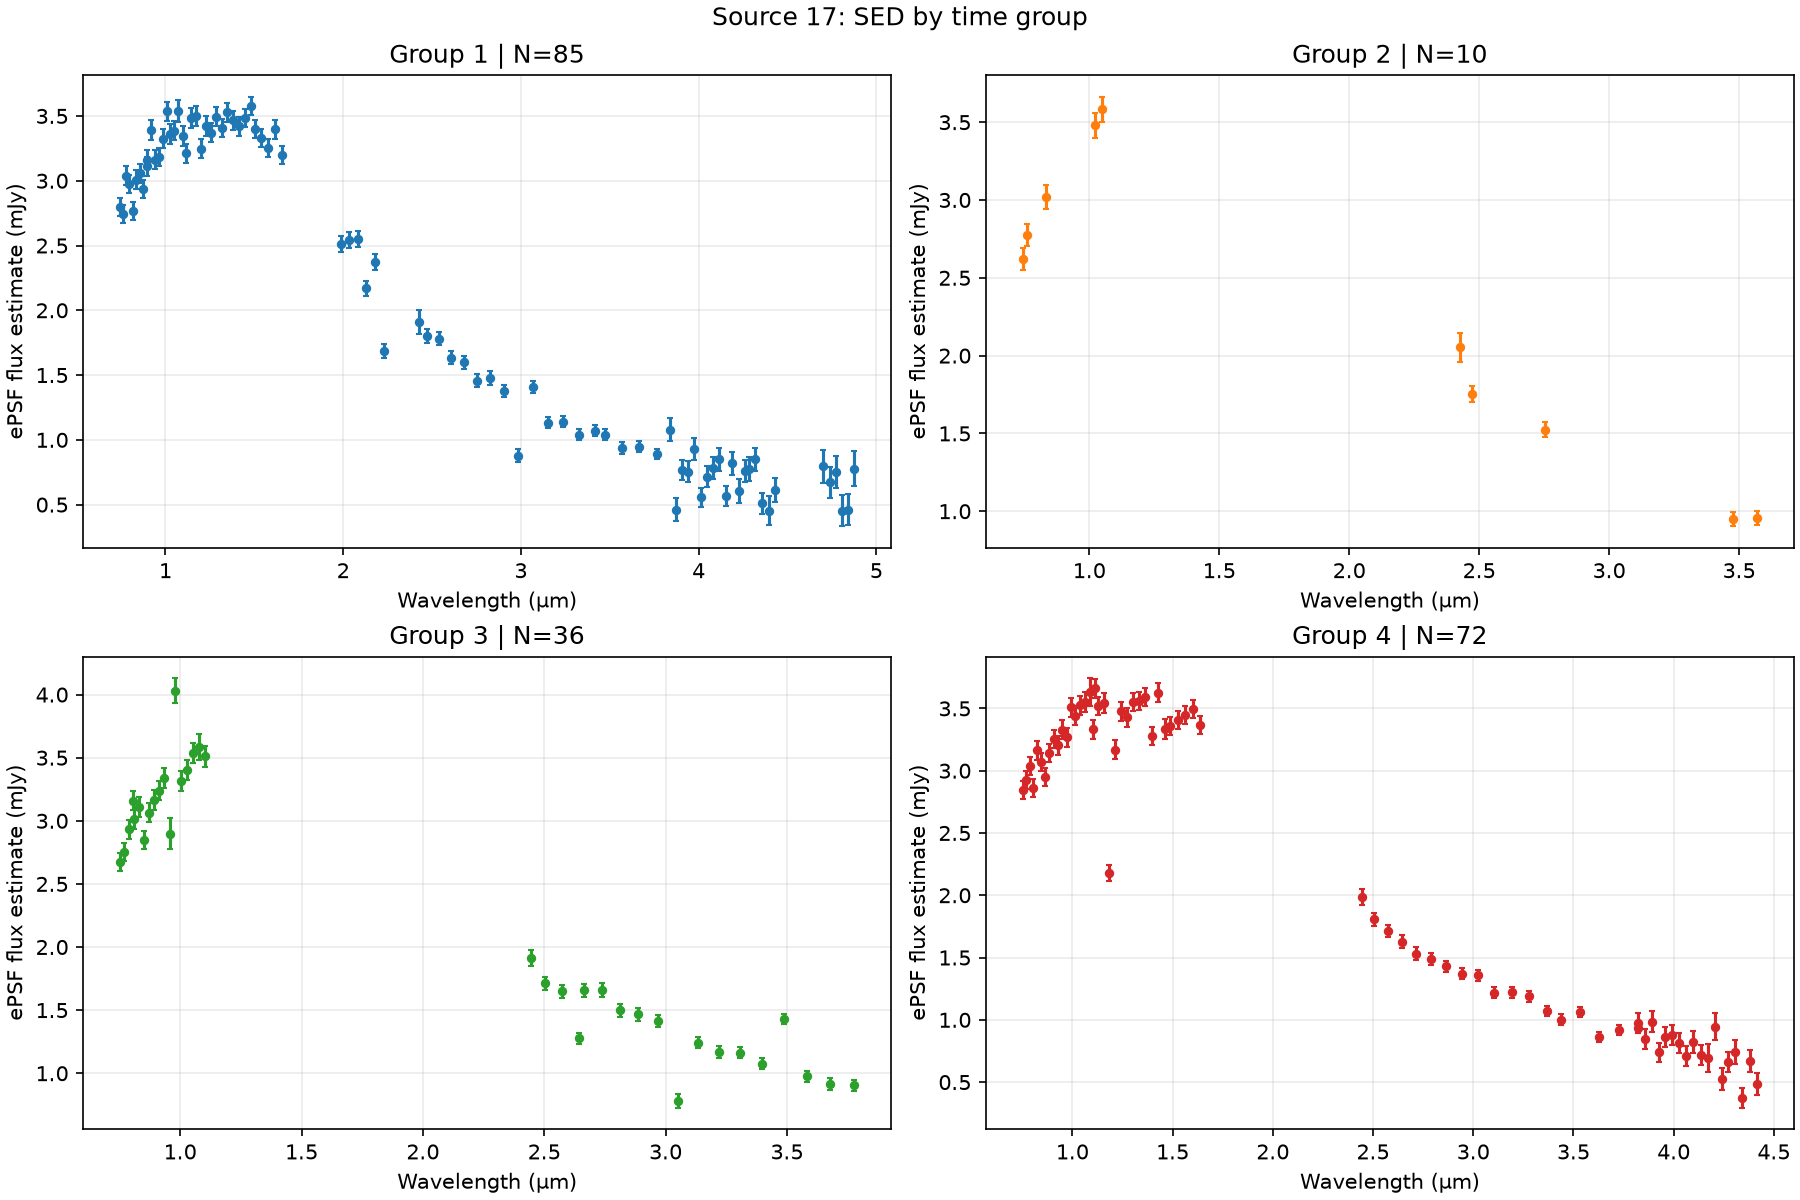 Source 17: SED by time group
Group 1 | N=85
ePSF flux estimate (mJy)
3.5
3.0
2.5
2.0
1.5
1.0
0.5
1 2 3 4 5
Wavelength (μm)
Group 2 | N=10
ePSF flux estimate (mJy)
3.5
3.0
2.5
2.0
1.5
1.0
1.0 1.5 2.0 2.5 3.0 3.5
Wavelength (μm)
Group 3 | N=36
ePSF flux estimate (mJy)
4.0
3.5
3.0
2.5
2.0
1.5
1.0
1.0 1.5 2.0 2.5 3.0 3.5
Wavelength (μm)
Group 4 | N=72
ePSF flux estimate (mJy)
3.5
3.0
2.5
2.0
1.5
1.0
0.5
1.0 1.5 2.0 2.5 3.0 3.5 4.0 4.5
Wavelength (μm)